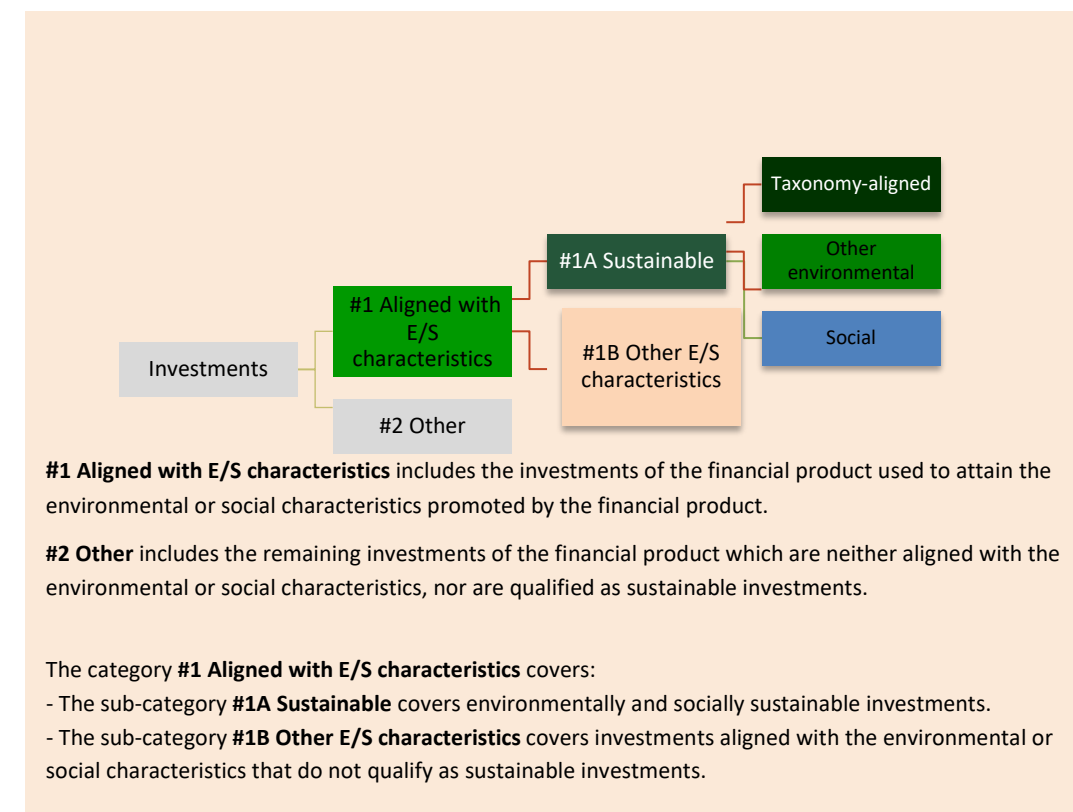 Taxonomy-aligned
#1A Sustainable
Other
environmental
#1 Aligned with
E/S
characteristics
Social
#1B Other E/S
characteristics
Investments
#2 Other
#1 Aligned with E/S characteristics includes the investments of the financial product used to attain the
environmental or social characteristics promoted by the financial product.
#2 Other includes the remaining investments of the financial product which are neither aligned with the
environmental or social characteristics, nor are qualified as sustainable investments.
The category #1 Aligned with E/S characteristics covers:
- The sub-category #1A Sustainable covers environmentally and socially sustainable investments.
- The sub-category #1B Other E/S characteristics covers investments aligned with the environmental or
social characteristics that do not qualify as sustainable investments.